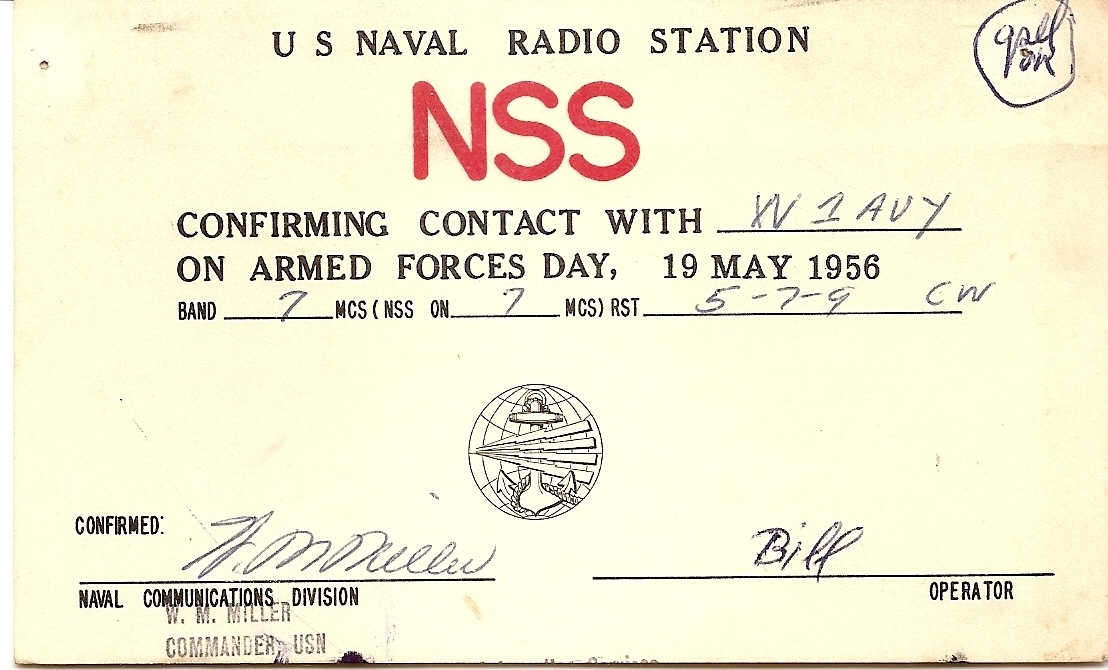 U S NAVAL RADIO STATION
NSS
CONFIRMING CONTACT WITH W 1 AVY
ON ARMED FORCES DAY, 19 MAY 1956
BAND 7 MCS (NSS ON 7 MCS) RST 5-7-9 CW
CONFIRMED: W. M. Miller
Bill
NAVAL COMMUNICATIONS DIVISION
OPERATOR
W. M. MILLER
COMMANDER, USN